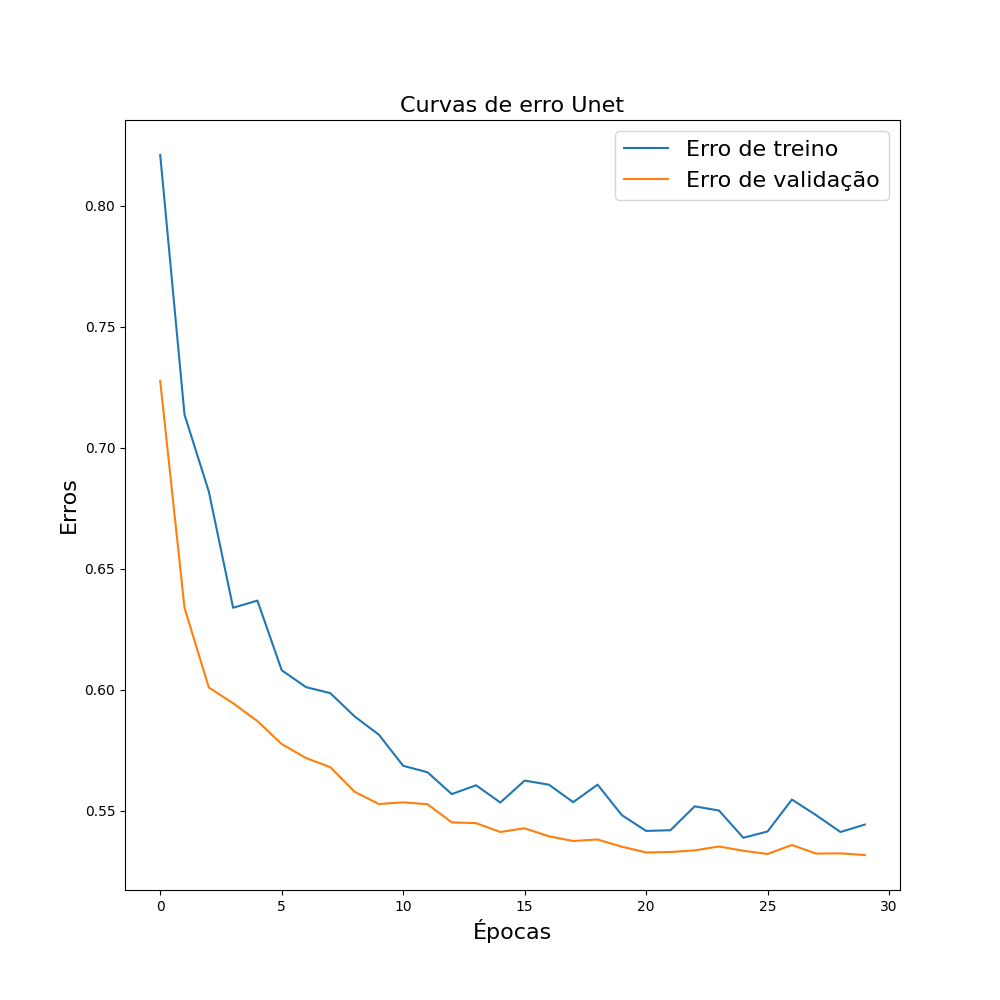 Curvas de erro Unet
Erro de treino
Erro de validação
Erros
0.80
0.75
0.70
0.65
0.60
0.55
0 5 10 15 20 25 30
Épocas